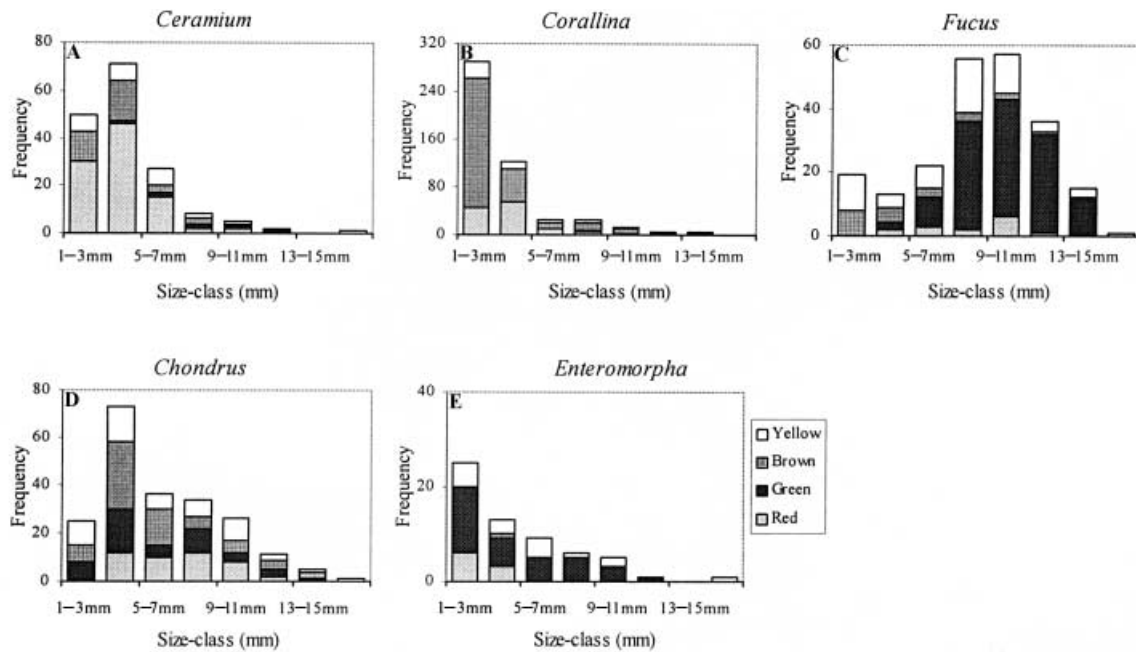 Ceramium
A
80
60
40
20
0
Frequency
1–3mm 5–7mm 9–11mm 13–15mm
Size-class (mm)
Corallina
B
320
240
160
80
0
Frequency
1–3mm 5–7mm 9–11mm 13–15mm
Size-class (mm)
Fucus
C
60
40
20
0
Frequency
1–3mm 5–7mm 9–11mm 13–15mm
Size-class (mm)
Chondrus
D
80
60
40
20
0
Frequency
1–3mm 5–7mm 9–11mm 13–15mm
Size-class (mm)
Enteromorpha
E
40
20
0
Frequency
1–3mm 5–7mm 9–11mm 13–15mm
Size-class (mm)
Yellow
Brown
Green
Red